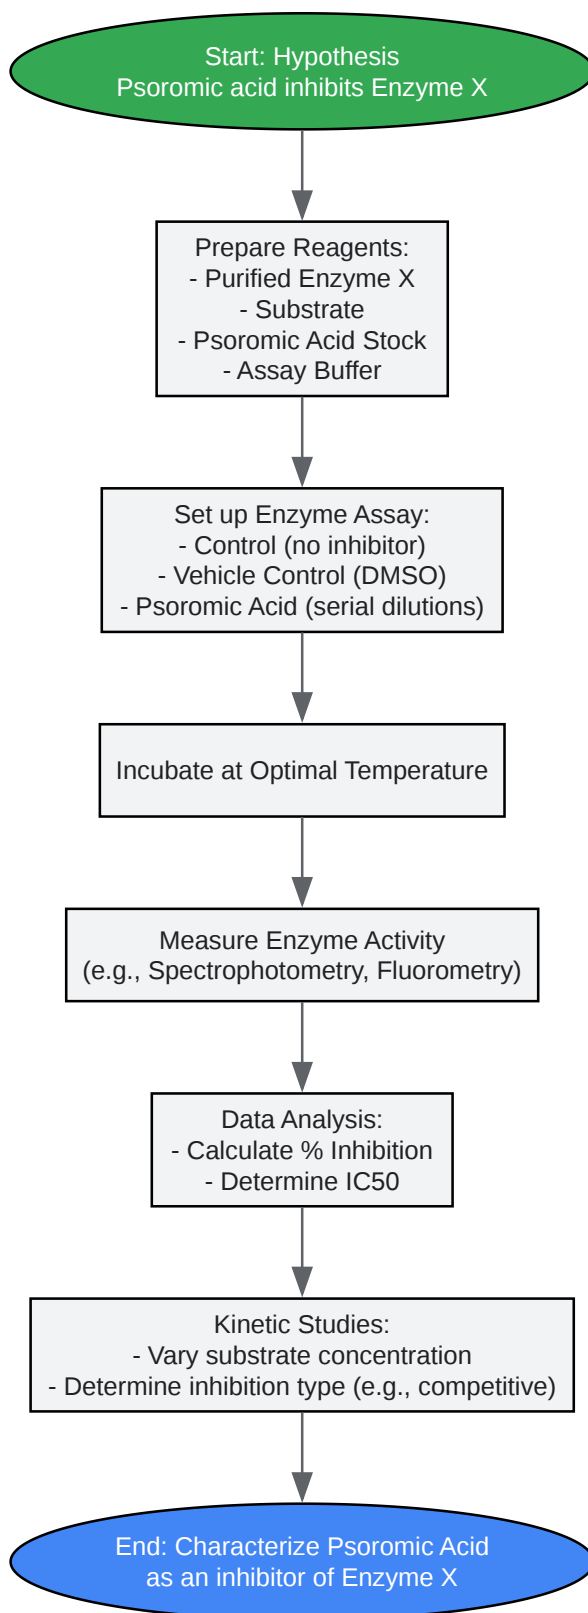 Start: Hypothesis
Psoromic acid inhibits Enzyme X
Prepare Reagents:
- Purified Enzyme X
- Substrate
- Psoromic Acid Stock
- Assay Buffer
Set up Enzyme Assay:
- Control (no inhibitor)
- Vehicle Control (DMSO)
- Psoromic Acid (serial dilutions)
Incubate at Optimal Temperature
Measure Enzyme Activity
(e.g., Spectrophotometry, Fluorometry)
Data Analysis:
- Calculate % Inhibition
- Determine IC50
Kinetic Studies:
- Vary substrate concentration
- Determine inhibition type (e.g., competitive)
End: Characterize Psoromic Acid
as an inhibitor of Enzyme X